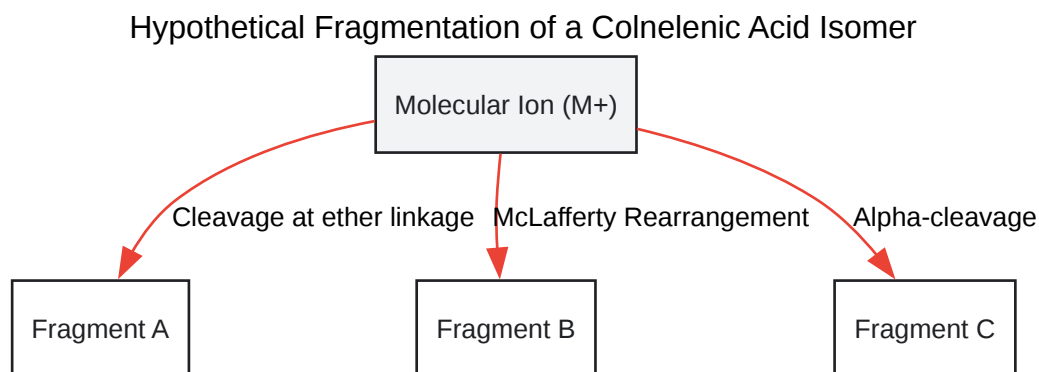 Hypothetical Fragmentation of a Colnelenic Acid Isomer
Molecular Ion (M+)
Cleavage at ether linkage
McLafferty Rearrangement
Alpha-cleavage
Fragment A
Fragment B
Fragment C